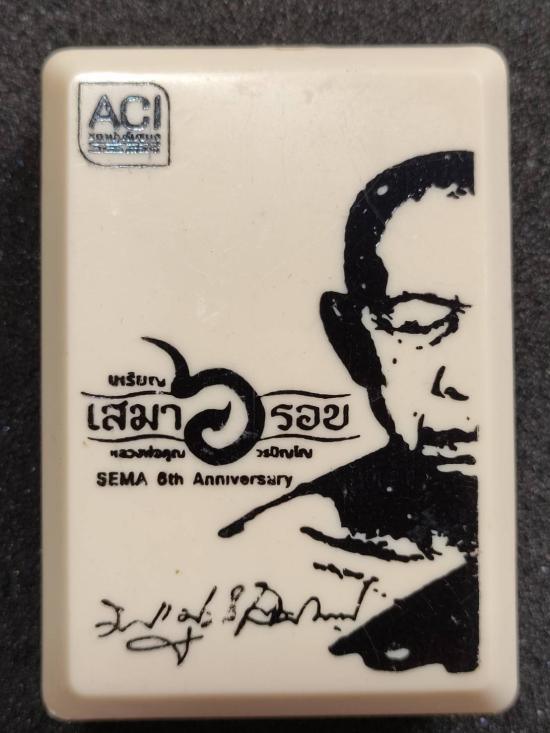 ACI
เหรียญ
เสมา ๖ รอบ
หลวงพ่อคูณ ปริสุทโธ
SEMA 6th Anniversary